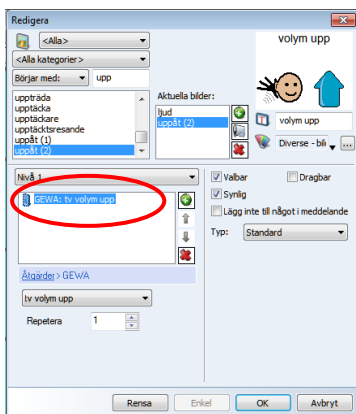 Redigera
<Alla>
<Alla kategorier>
Börjar med:
upp
uppträda
upptäcka
upptäckare
upptäcktsresande
uppåt (1)
uppåt (2)
Aktuella bilder:
ljud
uppåt (2)
volym upp
volym upp
Diverse - bil
...
Nivå 1
GEWA: tv volym upp
Åtgärder > GEWA
tv volym upp
Repetera
1
Valbar
Dragbar
Synlig
Lägg inte till något i meddelande
Typ:
Standard
Rensa
Enkel
OK
Avbryt